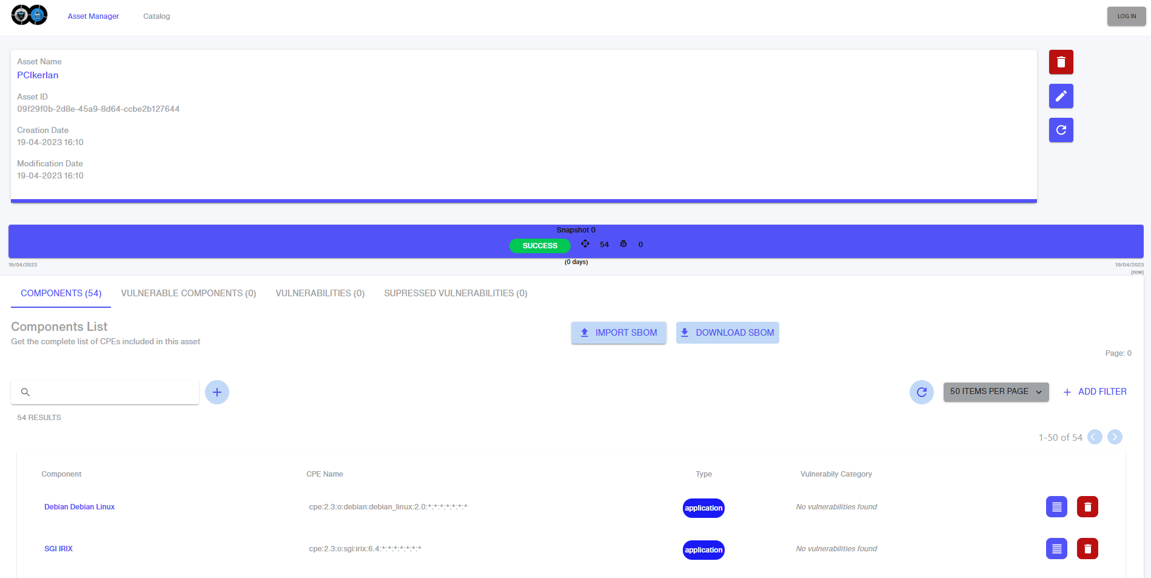 Asset Manager
Catalog
LOG IN
Asset Name
PCIkerlan
Asset ID
09f29f0b-2d8e-45a9-8d64-ccbe2b127644
Creation Date
19-04-2023 16:10
Modification Date
19-04-2023 16:10
Snapshot 0
SUCCESS 54 0
19/04/2023 (0 days) 19/04/2023
(now)
COMPONENTS (54) VULNERABLE COMPONENTS (0) VULNERABILITIES (0) SUPRESSED VULNERABILITIES (0)
Components List
Get the complete list of CPEs included in this asset
IMPORT SBOM
DOWNLOAD SBOM
Page: 0
50 ITEMS PER PAGE
ADD FILTER
54 RESULTS
1-50 of 54
Component CPE Name Type Vulnerabiliy Category
Debian Debian Linux cpe:2.3:o:debian:debian_linux:2.0:*:*:*:*:*:*:* application No vulnerabilities found
SGI IRIX cpe:2.3:o:sgi:irix:6.4:*:*:*:*:*:*:* application No vulnerabilities found